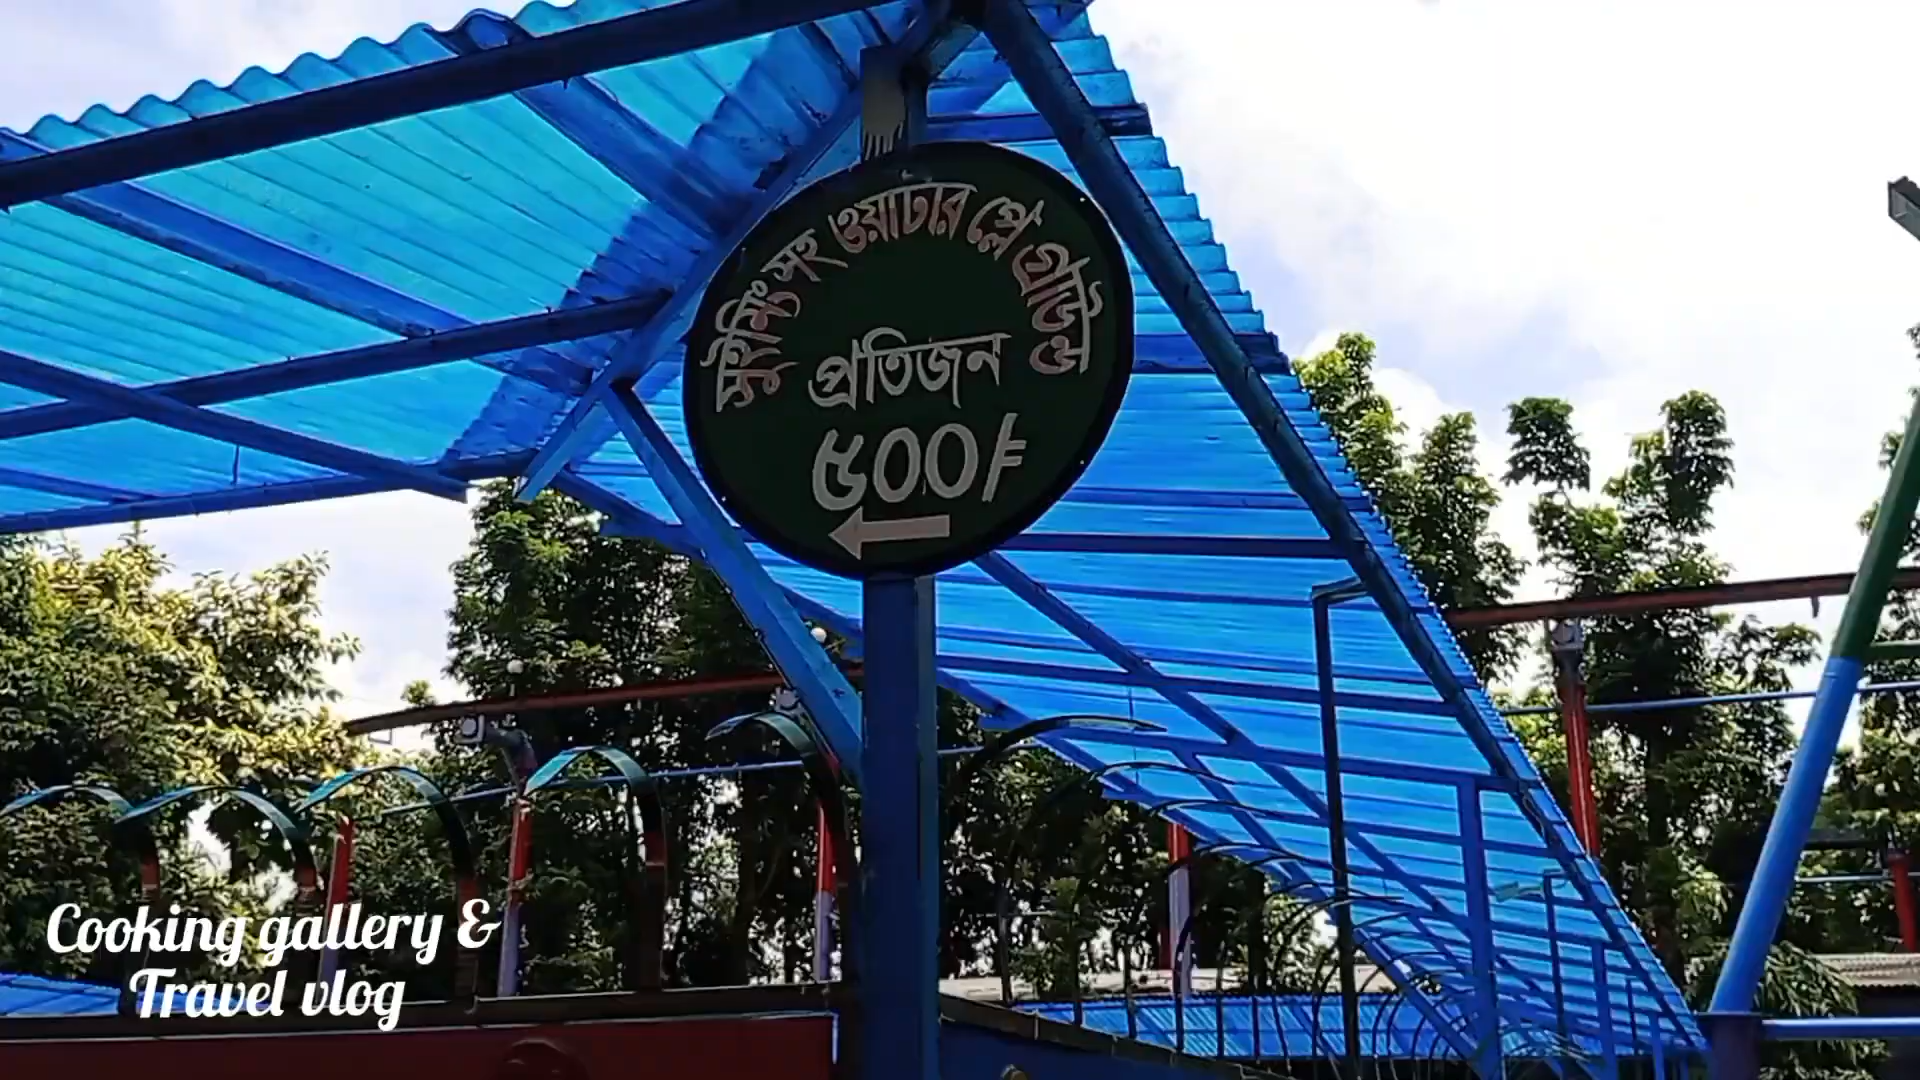 সুইমিং সহ ওয়াটার প্লে গ্রাউন্ড
প্রতিজন
৫০০/=
Cooking gallery &
Travel vlog